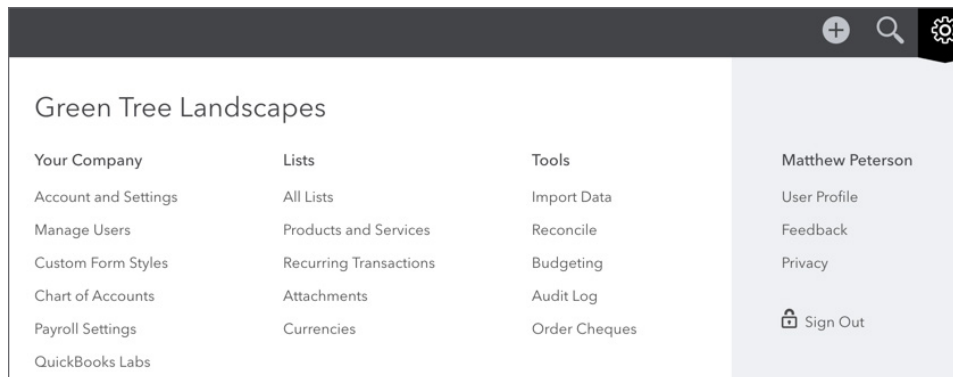 Green Tree Landscapes
Your Company
Account and Settings
Manage Users
Custom Form Styles
Chart of Accounts
Payroll Settings
QuickBooks Labs
Lists
All Lists
Products and Services
Recurring Transactions
Attachments
Currencies
Tools
Import Data
Reconcile
Budgeting
Audit Log
Order Cheques
Matthew Peterson
User Profile
Feedback
Privacy
Sign Out